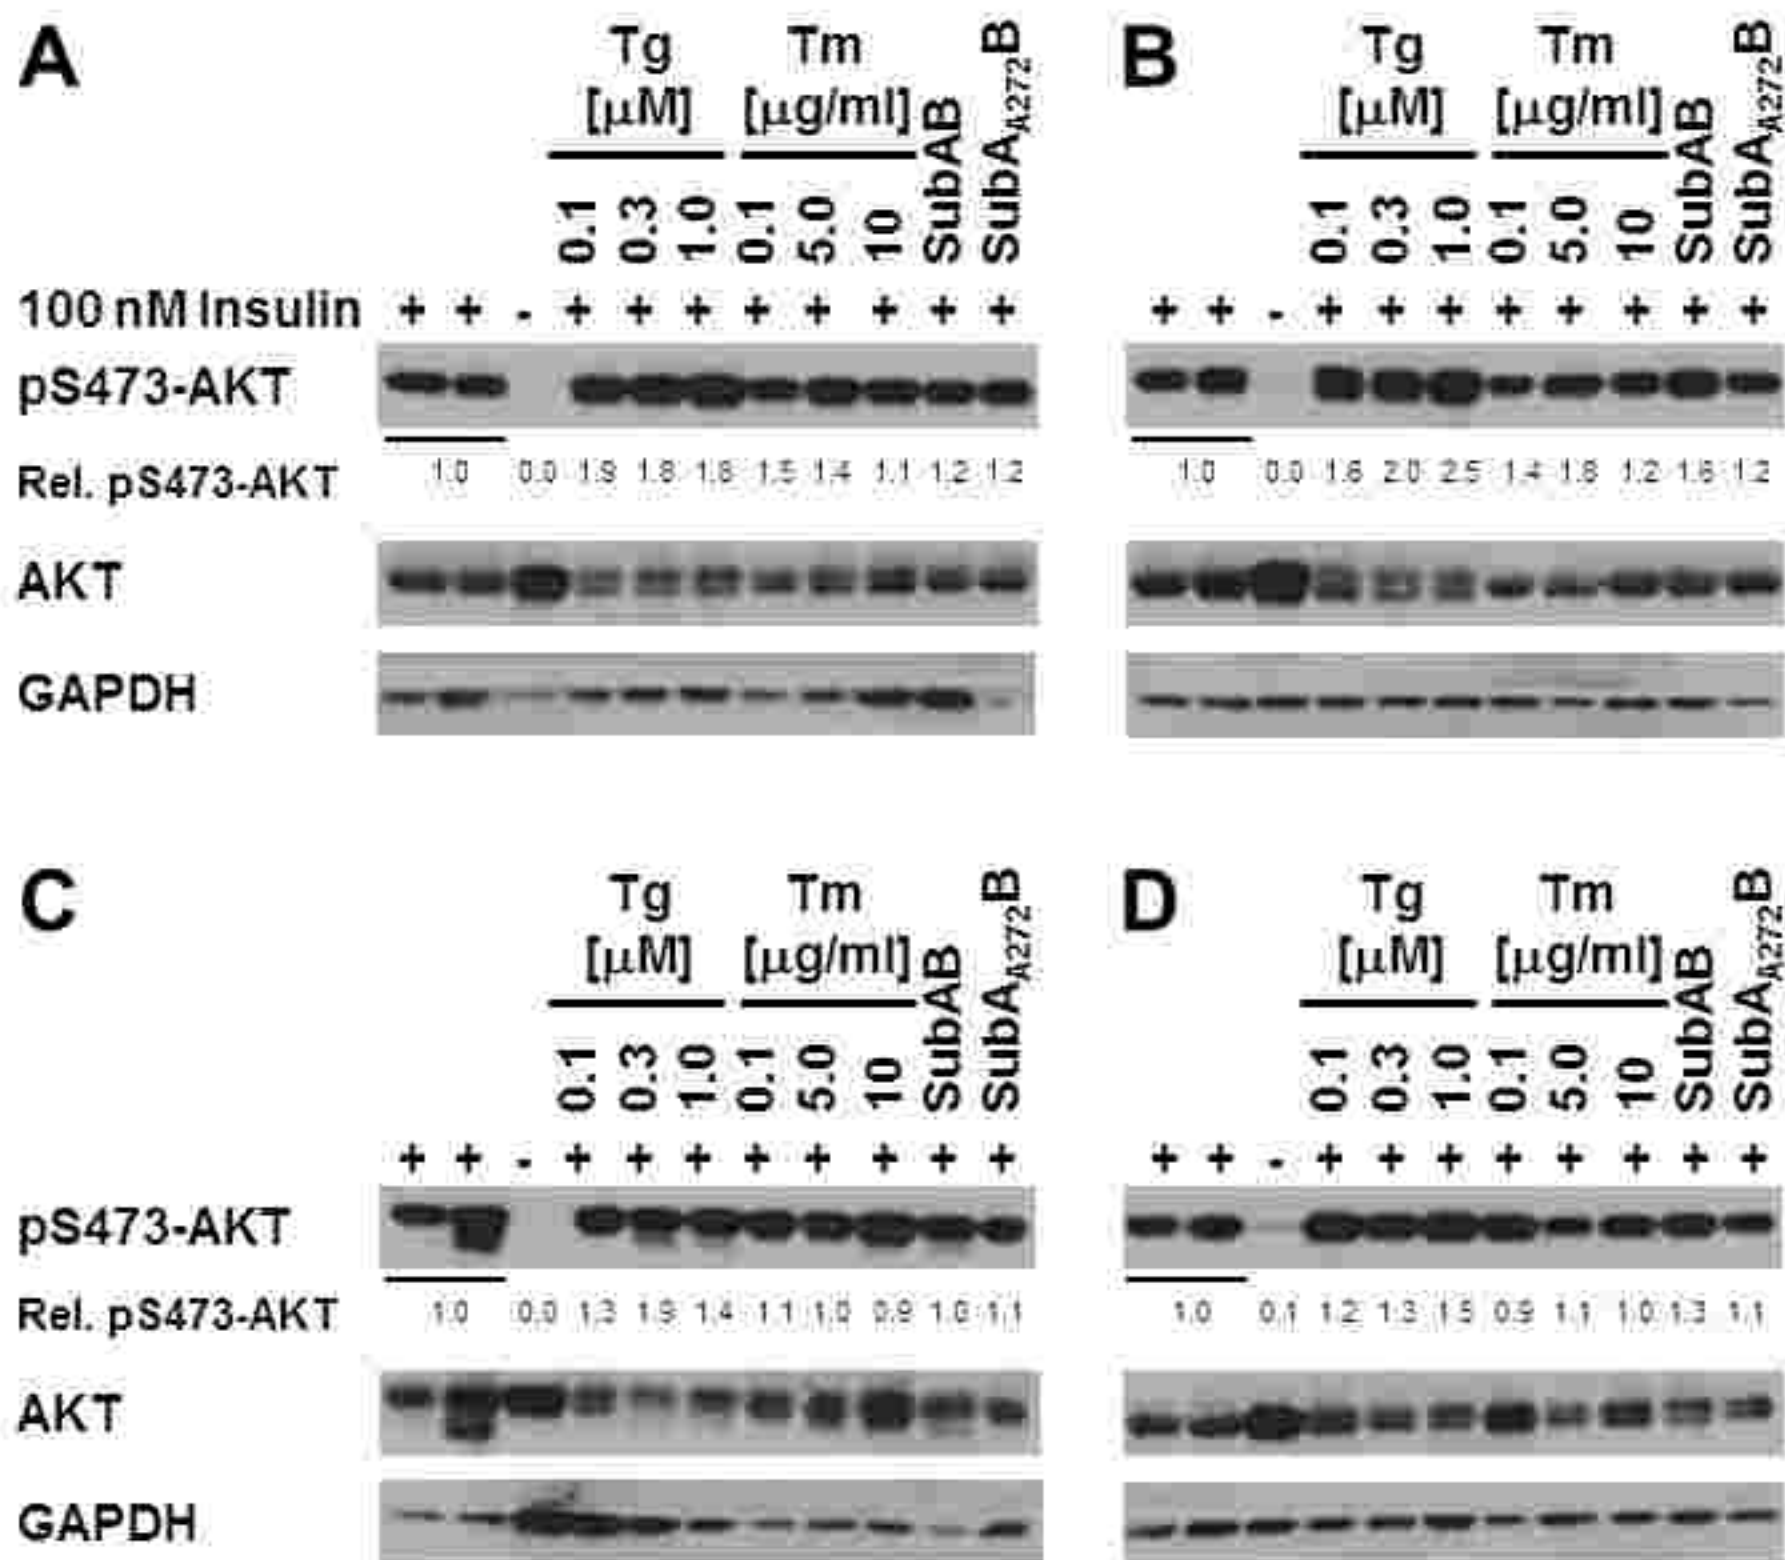 A
Tg
[μM]
Tm
[μg/ml]
SubAB
SubA_A272B
0.1 0.3 1.0 0.1 5.0 10
100 nM Insulin + + - + + + + + + + +
pS473-AKT
Rel. pS473-AKT 1.0 0.0 1.9 1.8 1.8 1.5 1.4 1.1 1.2 1.2
AKT
GAPDH
B
Tg
[μM]
Tm
[μg/ml]
SubAB
SubA_A272B
0.1 0.3 1.0 0.1 5.0 10
+ + - + + + + + + + +
1.0 0.0 1.6 2.0 2.5 1.4 1.8 1.2 1.6 1.2
C
Tg
[μM]
Tm
[μg/ml]
SubAB
SubA_A272B
0.1 0.3 1.0 0.1 5.0 10
+ + - + + + + + + + +
pS473-AKT
Rel. pS473-AKT 1.0 0.0 1.3 1.9 1.4 1.1 1.0 1.1
AKT
GAPDH
D
Tg
[μM]
Tm
[μg/ml]
SubAB
SubA_A272B
0.1 0.3 1.0 0.1 5.0 10
+ + - + + + + + + + +
1.0 0.1 1.2 1.3 1.5 0.9 1.1 1.0 1.3 1.1